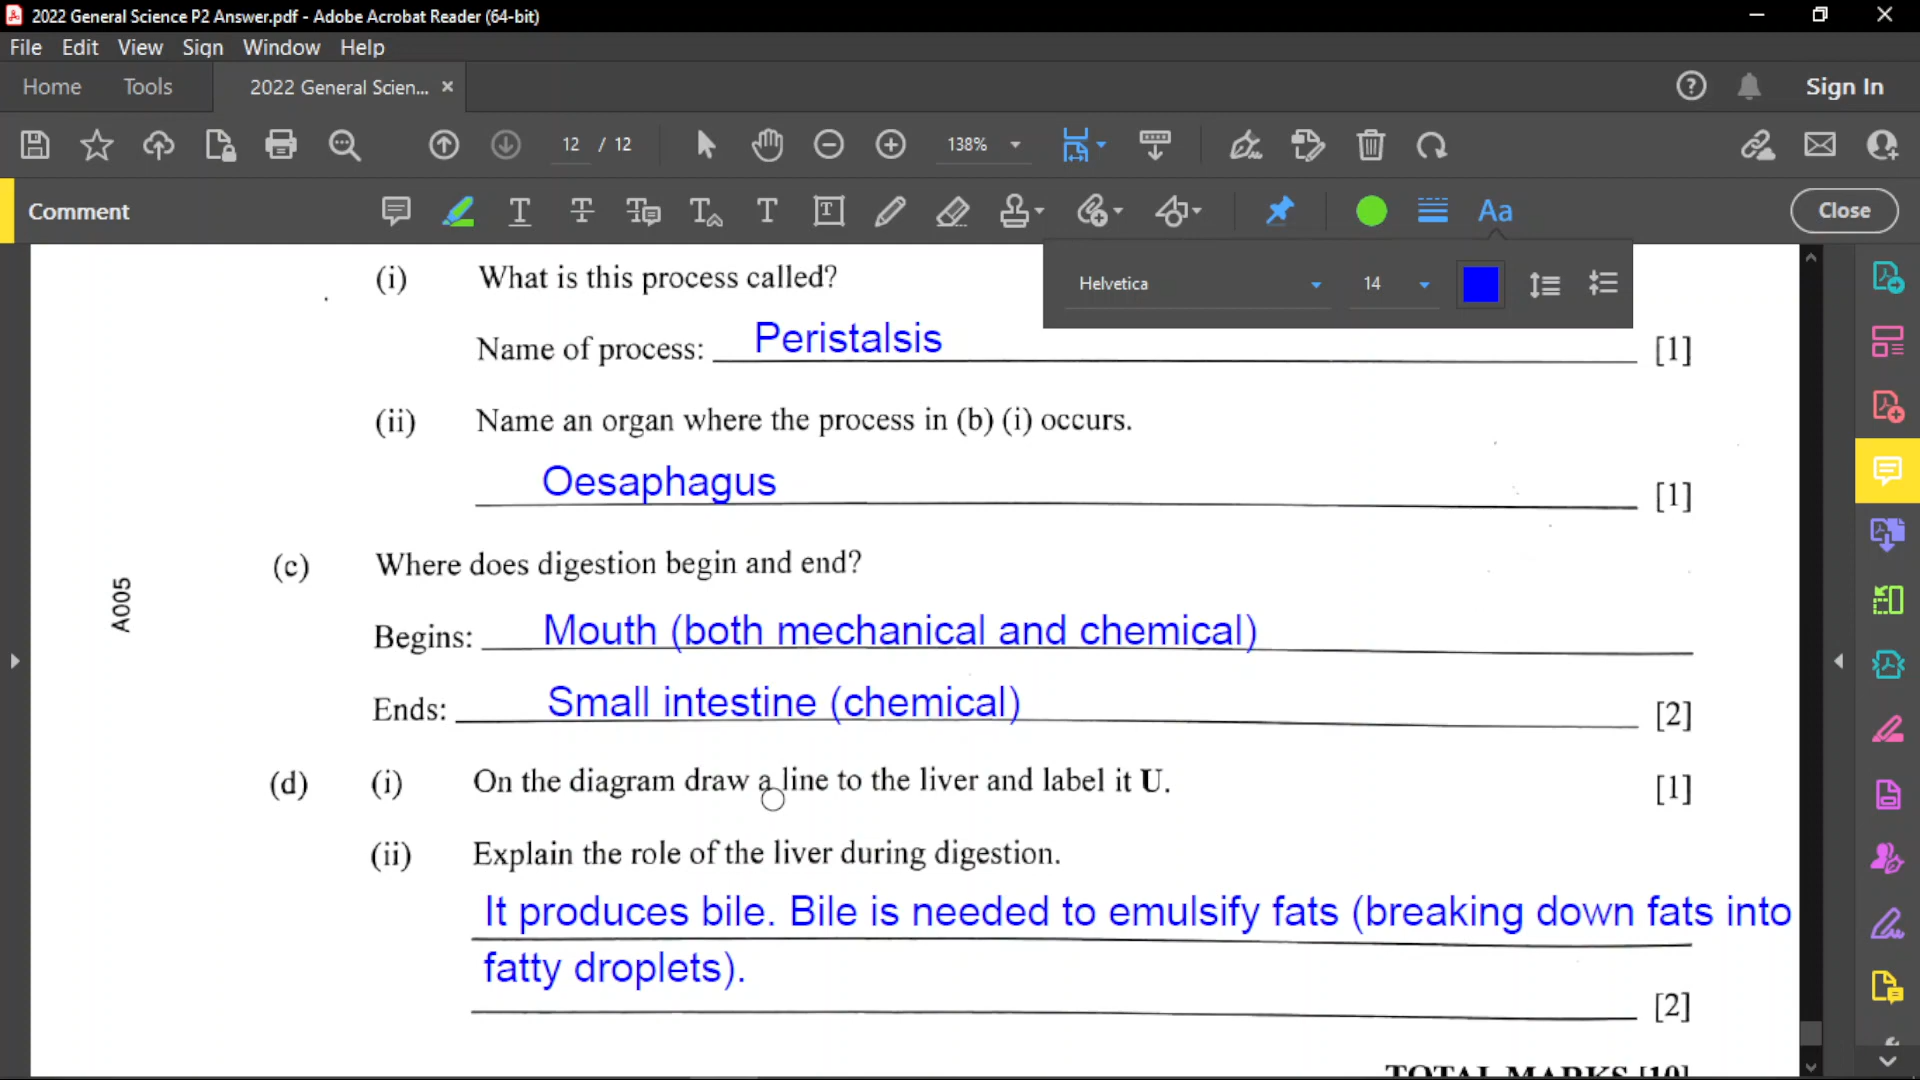 2022 General Science P2 Answer.pdf - Adobe Acrobat Reader (64-bit)
File Edit View Sign Window Help
Home Tools 2022 General Scien... × Sign In
12 / 12 138%
Comment Close
Helvetica 14
(i) What is this process called?
Name of process: Peristalsis [1]
(ii) Name an organ where the process in (b) (i) occurs.
Oesaphagus [1]
(c) Where does digestion begin and end?
A005
Begins: Mouth (both mechanical and chemical)
Ends: Small intestine (chemical) [2]
(d) (i) On the diagram draw a line to the liver and label it U. [1]
(ii) Explain the role of the liver during digestion.
It produces bile. Bile is needed to emulsify fats (breaking down fats into
fatty droplets).
[2]
TOTAL MARKS [10]